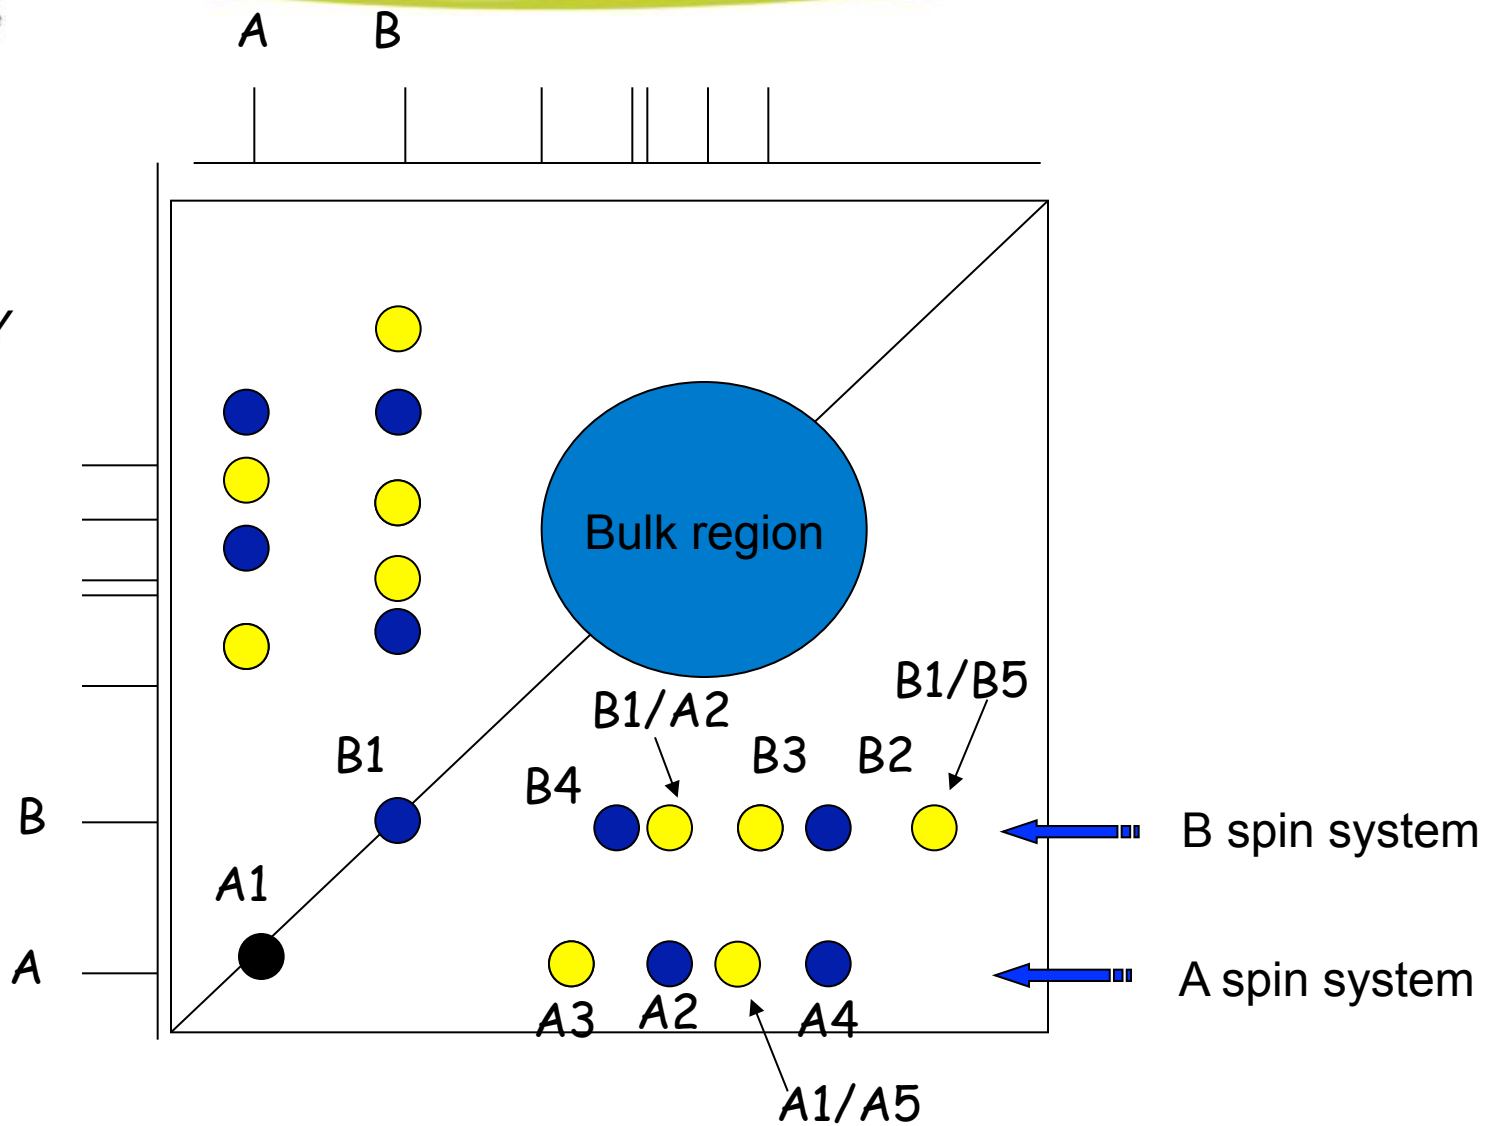 A B
Bulk region
B1/A2
B1/B5
B1
B4
B3
B2
B
B spin system
A1
A
A3
A2
A4
A spin system
A1/A5